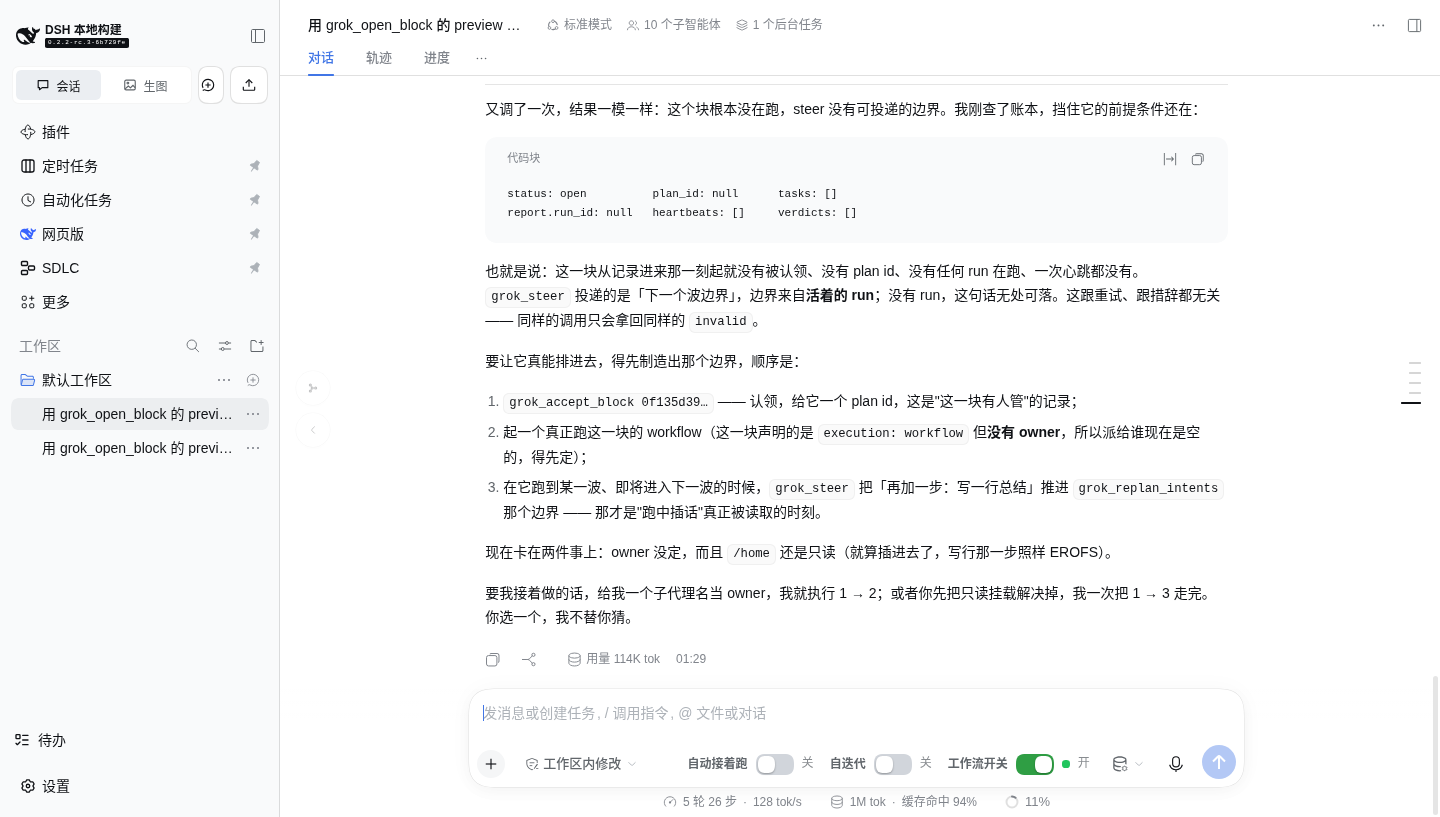 DSH 本地构建
0.2.2-rc.3-6b729fe
会话
生图
插件
定时任务
自动化任务
网页版
SDLC
更多
工作区
默认工作区
用 grok_open_block 的 previ…
用 grok_open_block 的 previ…
待办
设置
用 grok_open_block 的 preview …
标准模式
10 个子智能体
1 个后台任务
对话
轨迹
进度
又调了一次，结果一模一样：这个块根本没在跑，steer 没有可投递的边界。我刚查了账本，挡住它的前提条件还在：
代码块
status: open          plan_id: null      tasks: []
report.run_id: null   heartbeats: []     verdicts: []
也就是说：这一块从记录进来那一刻起就没有被认领、没有 plan id、没有任何 run 在跑、一次心跳都没有。
grok_steer 投递的是「下一个波边界」，边界来自活着的 run；没有 run，这句话无处可落。这跟重试、跟措辞都无关
—— 同样的调用只会拿回同样的 invalid。
要让它真能排进去，得先制造出那个边界，顺序是：
1. grok_accept_block 0f135d39… —— 认领，给它一个 plan id，这是"这一块有人管"的记录；
2. 起一个真正跑这一块的 workflow（这一块声明的是 execution: workflow 但没有 owner，所以派给谁现在是空
的，得先定）；
3. 在它跑到某一波、即将进入下一波的时候，grok_steer 把「再加一步：写一行总结」推进 grok_replan_intents
那个边界 —— 那才是"跑中插话"真正被读取的时刻。
现在卡在两件事上：owner 没定，而且 /home 还是只读（就算插进去了，写行那一步照样 EROFS）。
要我接着做的话，给我一个子代理名当 owner，我就执行 1 → 2；或者你先把只读挂载解决掉，我一次把 1 → 3 走完。
你选一个，我不替你猜。
用量 114K tok
01:29
发消息或创建任务, / 调用指令, @ 文件或对话
工作区内修改
自动接着跑
关
自迭代
关
工作流开关
开
5 轮 26 步 · 128 tok/s
1M tok · 缓存命中 94%
11%